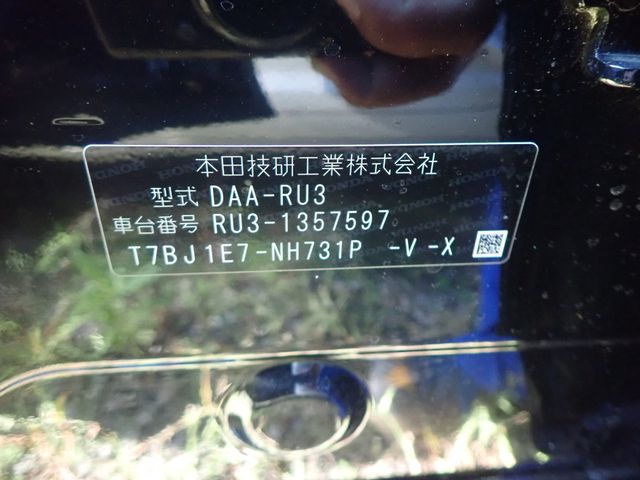 本田技研工業株式会社
型式 DAA-RU3
車台番号 RU3-1357597
T7BJ1E7-NH731P -V -X